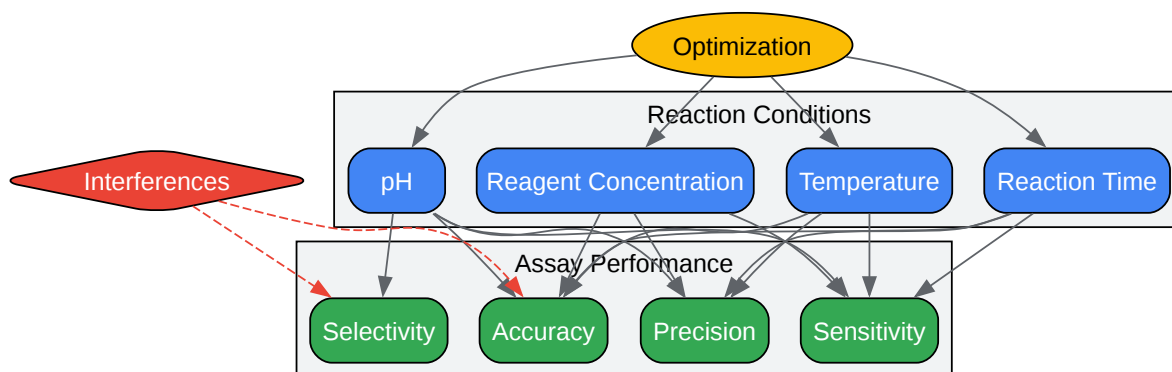 Optimization
Reaction Conditions
Interferences
pH
Reagent Concentration
Temperature
Reaction Time
Assay Performance
Selectivity
Accuracy
Precision
Sensitivity